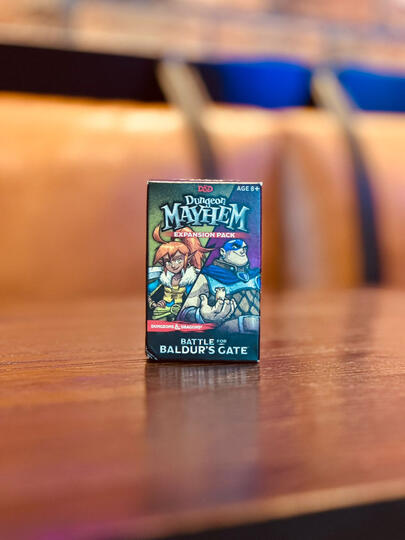 D&D
AGE 8+
Dungeon
MAYHEM
EXPANSION PACK
DUNGEONS & DRAGONS
BATTLE FOR
BALDUR'S GATE